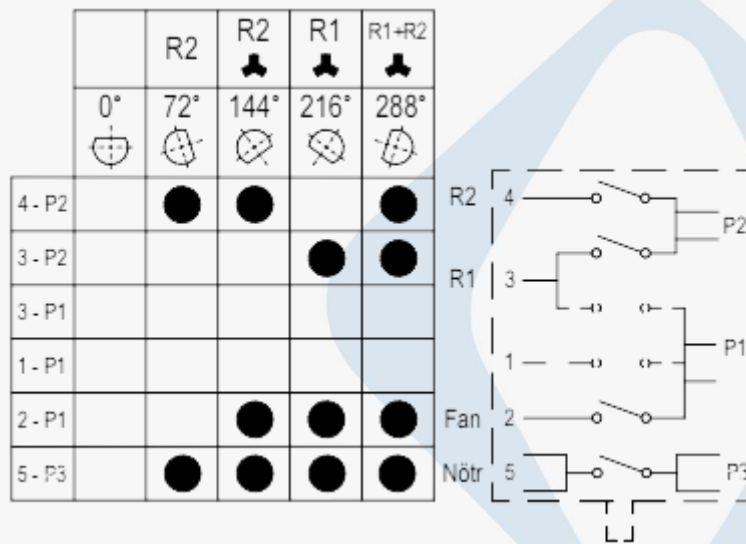 R2 R2 R1 R1+R2
0° 72° 144° 216° 288°
4 - P2 R2 4 P2
3 - P2
R1 3
3 - P1
P1
1 - P1 1
2 - P1 Fan 2
5 - P3 Nötr 5 P3